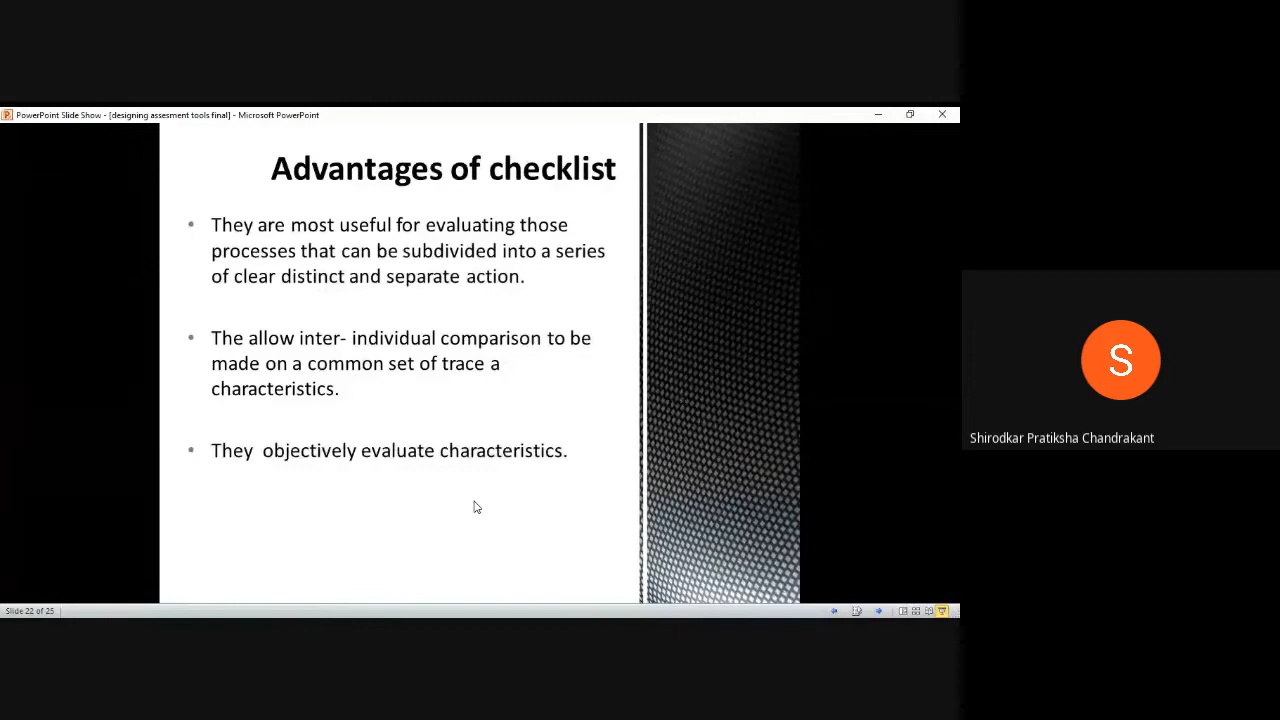 PowerPoint Slide Show - [designing assesment tools final] - Microsoft PowerPoint
Advantages of checklist
• They are most useful for evaluating those
processes that can be subdivided into a series
of clear distinct and separate action.
• The allow inter- individual comparison to be
made on a common set of trace a
characteristics.
• They  objectively evaluate characteristics.
S
Shirodkar Pratiksha Chandrakant
Slide 22 of 25